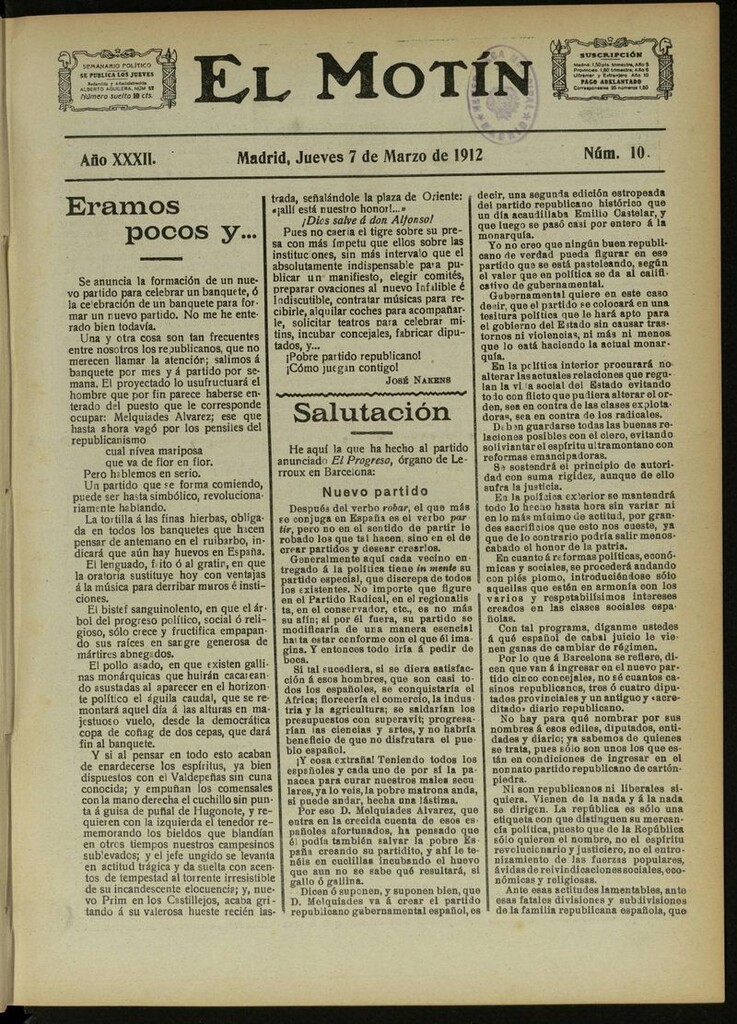 SEMANARIO POLÍTICO
SE PUBLICA LOS JUEVES
Redacción y administración
ALBERTO AGUILERA, NÚM 52
Número suelto 10 cts.
EL MOTÍN
SUSCRIPCIÓN
Madrid, 1,50 pts. trimestre, Año 6
Provincias, 1,50 trimestre, Año 6
Ultramar y Extranjero Año 10
PAGO ADELANTADO
Corresponsales 25 números 1,50
Año XXXII.
Madrid, Jueves 7 de Marzo de 1912
Núm. 10.
Eramos
pocos y...
Se anuncia la formación de un nue-
vo partido para celebrar un banquete, ó
la celebración de un banquete para for-
mar un nuevo partido. No me he ente-
rado bien todavía.
Una y otra cosa son tan frecuentes
entre nosotros los republicanos, que no
merecen llamar la atención; salimos á
banquete por mes y á partido por se-
mana. El proyectado lo usufructuará el
hombre que por fin parece haberse en-
terado del puesto que le corresponde
ocupar: Melquiades Alvarez; ese que
hasta ahora vagó por los pensiles del
republicanismo
cual nívea mariposa
que va de flor en flor.
Pero hablemos en serio.
Un partido que se forma comiendo,
puede ser hasta simbólico, revoluciona-
riamente hablando.
La tortilla á las finas hierbas, obliga-
da en todos los banquetes que hacen
pensar de antemano en el ruibarbo, in-
dicará que aún hay huevos en España.
El lenguado, frito ó al gratin, en que
la oratoria sustituye hoy con ventajas
á la música para derribar muros é insti-
ciones.
El bistef sanguinolento, en que el ár-
bol del progreso político, social ó reli-
gioso, sólo crece y fructifica empapan-
do sus raíces en sangre generosa de
mártires abnegados.
El pollo asado, en que existen galli-
nas monárquicas que huirán cacarean-
do asustadas al aparecer en el horizon-
te político el águila caudal, que se re-
montará aquel día á las alturas en ma-
jestuoso vuelo, desde la democrática
copa de coñag de dos cepas, que dará
fin al banquete.
Y si al pensar en todo esto acaban
de enardecerse los espíritus, ya bien
dispuestos con el Valdepeñas sin cuna
conocida; y empuñan los comensales
con la mano derecha el cuchillo sin pun-
ta á guisa de puñal de Hugonote, y re-
quieren con la izquierda el tenedor re-
memorando los bieldos que blandían
en otros tiempos nuestros campesinos
sublevados; y el jefe ungido se levanta
en actitud trágica y da suelta con acen-
tos de tempestad al torrente irresistible
de su incandescente elocuencia; y, nue-
vo Prim en los Castillejos, acaba gri-
tando á su valerosa hueste recién las-
trada, señalándole la plaza de Oriente:
«¡allí está nuestro honor!...»
¡Dios salve á don Alfonso!
Pues no caería el tigre sobre su pre-
sa con más ímpetu que ellos sobre las
instituciones, sin más intervalo que el
absolutamente indispensable para pu-
blicar un manifiesto, elegir comités,
preparar ovaciones al nuevo Infalible é
Indiscutible, contratar músicas para re-
cibirle, alquilar coches para acompañar-
le, solicitar teatros para celebrar mi-
tins, incubar concejales, fabricar dipu-
tados, y...
¡Pobre partido republicano!
¡Cómo juegan contigo!
JOSÉ NAKENS
Salutación
He aquí la que ha hecho al partido
anunciado El Progreso, órgano de Le-
rroux en Barcelona:
Nuevo partido
Después del verbo robar, el que más
se conjuga en España es el verbo par-
tir, pero no en el sentido de partir lo
robado los que tal hacen, sino en el de
crear partidos y desear crearlos.
Generalmente aquí cada vecino en-
tregado á la política tiene in mente su
partido especial, que discrepa de todos
los existentes. No importe que figure
en el Partido Radical, en el regionalis-
ta, en el conservador, etc., es no más
su afín; si por él fuera, su partido se
modificaría de una manera esencial
hasta estar conforme con el que él ima-
gina. Y entonces todo iría á pedir de
boca.
Si tal sucediera, si se diera satisfac-
ción á esos hombres, que son casi to-
dos los españoles, se conquistaría el
Africa; florecería el comercio, la indus-
tria y la agricultura; se saldarían los
presupuestos con superavit; progresa-
rían las ciencias y artes, y no habría
beneficio de que no disfrutara el pue-
blo español.
¡Y cosa extraña! Teniendo todos los
españoles y cada uno de por sí la pa-
nacea para curar nuestros males secu-
lares, ya lo veis, la pobre matrona anda,
si puede andar, hecha una lástima.
Por eso D. Melquiades Alvarez, que
entra en la crecida cuenta de esos es-
pañoles afortunados, ha pensado que
él podía también salvar la pobre Es-
paña creando su partidito, y ahí le te-
néis en cuclillas incubando el huevo
que aun no se sabe qué resultará, si
gallo ó gallina.
Dicen ó suponen, y suponen bien, que
D. Melquiades va á crear el partido
republicano gubernamental español, es
decir, una segunda edición estropeada
del partido republicano histórico que
un día acaudillaba Emilio Castelar, y
que luego se pasó casi por entero á la
monarquía.
Yo no creo que ningún buen republi-
cano de verdad pueda figurar en ese
partido que se está pasteleando, según
el valor que en política se da al califi-
cativo de gubernamental.
Gubernamental quiere en este caso
decir, que el partido se colocará en una
tesitura política que le hará apto para
el gobierno del Estado sin causar tras-
tornos ni violencias, ni más ni menos
que lo está haciendo la actual monar-
quía.
En la política interior procurará no
alterar las actuales relaciones que regu-
lan la vida social del Estado evitando
todo conflicto que pudiera alterar el or-
den, sea en contra de las clases explota-
doras, sea en contra de los radicales.
Deben guardarse todas las buenas re-
laciones posibles con el clero, evitando
soliviantar el espíritu ultramontano con
reformas emancipadoras.
Se sostendrá el principio de autori-
dad con suma rigidez, aunque de ello
sufra la justicia.
En la política exterior se mantendrá
todo lo hecho hasta hora sin variar ni
en lo más mínimo de actitud, por gran-
des sacrificios que esto nos cueste, ya
que de lo contrario podría salir menos-
cabado el honor de la patria.
En cuanto á reformas políticas, econó-
micas y sociales, se procederá andando
con piés plomo, introduciéndose sólo
aquellas que están en armonía con los
varios y respetabilísimos intereses
creados en las clases sociales espa-
ñolas.
Con tal programa, díganme ustedes
á qué español de cabal juicio le vie-
nen ganas de cambiar de régimen.
Por lo que á Barcelona se refiere, di-
cen que van á ingresar en el nuevo par-
tido cinco concejales, no sé cuantos ca-
sinos republicanos, tres ó cuatro dipu-
tados provinciales y un antiguo y «acre-
ditado» diario republicano.
No hay para qué nombrar por sus
nombres á esos ediles, diputados, enti-
dades y diario; ya sabemos de quienes
se trata, pues sólo son unos los que es-
tán en condiciones de ingresar en el
nonnato partido republicano de cartón-
piedra.
Ni son republicanos ni liberales si-
quiera. Vienen de la nada y á la nada
se dirigen. La república es sólo una
etiqueta con que distinguen su mercan-
cía política, puesto que de la República
sólo quieren el nombre, no el espíritu
revolucionario y justiciero, no el entro-
nizamiento de las fuerzas populares,
ávidas de reivindicaciones sociales, eco-
nómicas y religiosas.
Ante esas actitudes lamentables, ante
esas fatales divisiones y subdivisiones
de la familia republicana española, que